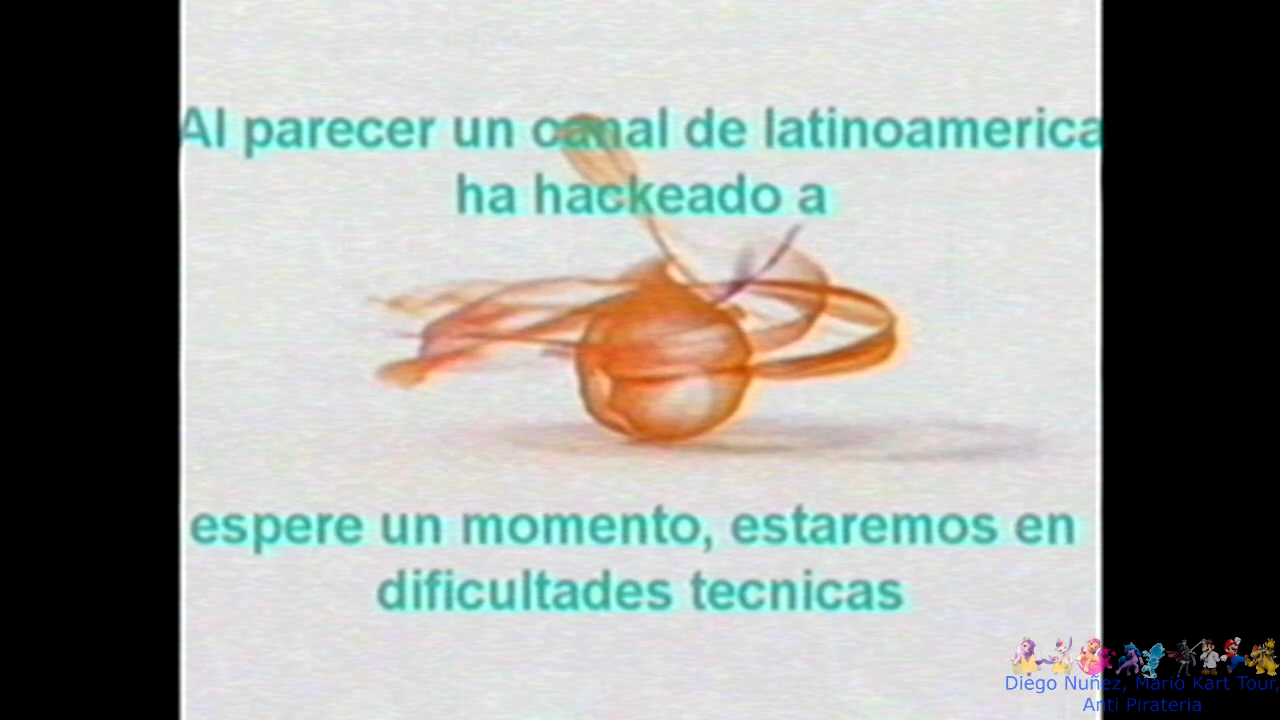 Al parecer un canal de latinoamerica
ha hackeado a
espere un momento, estaremos en
dificultades tecnicas
Diego Nuñez, Mario Kart Tour,
Anti Pirateria